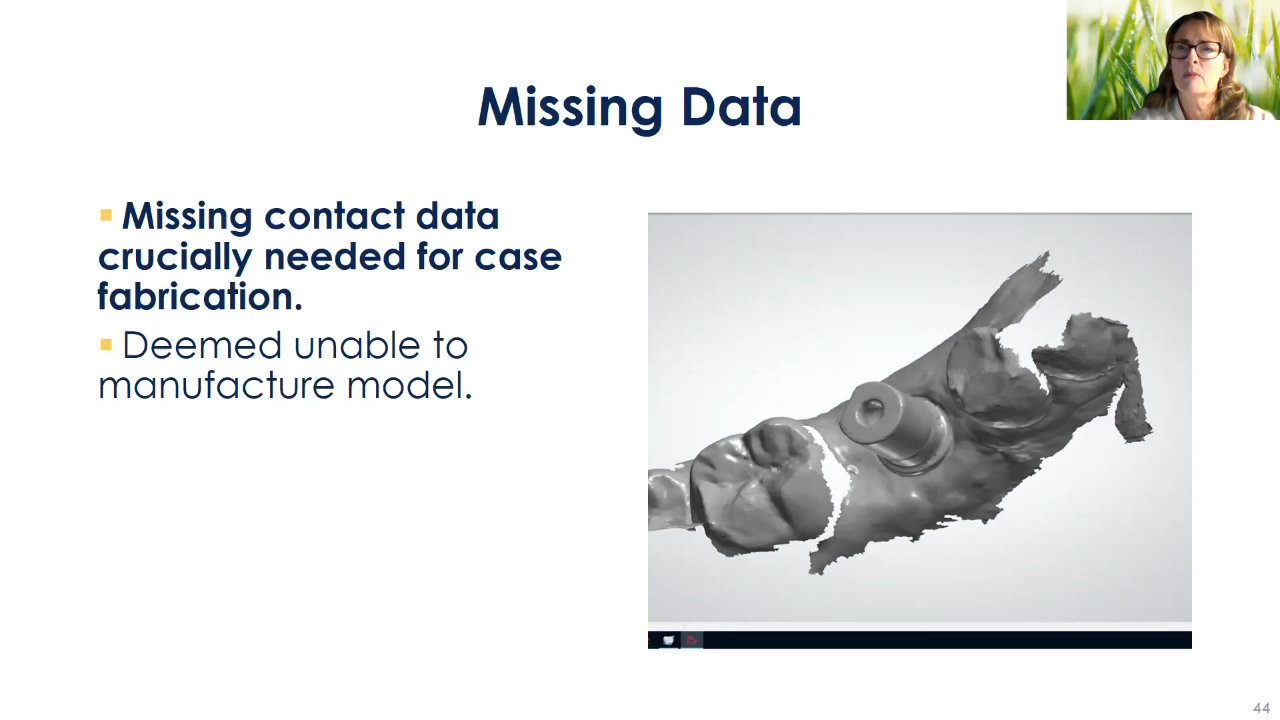 Missing Data
▪ Missing contact data
crucially needed for case
fabrication.
▪ Deemed unable to
manufacture model.
44